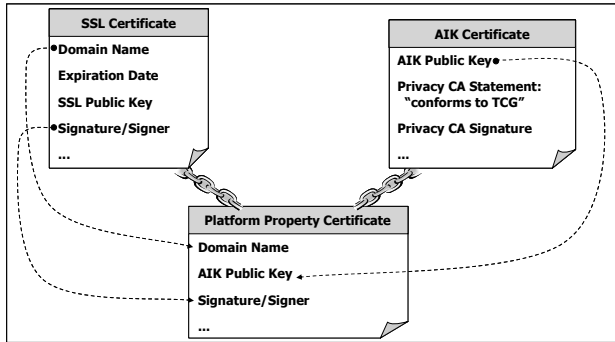 SSL Certificate
Domain Name
Expiration Date
SSL Public Key
Signature/Signer
...
AIK Certificate
AIK Public Key
Privacy CA Statement:
“conforms to TCG”
Privacy CA Signature
...
Platform Property Certificate
Domain Name
AIK Public Key
Signature/Signer
...